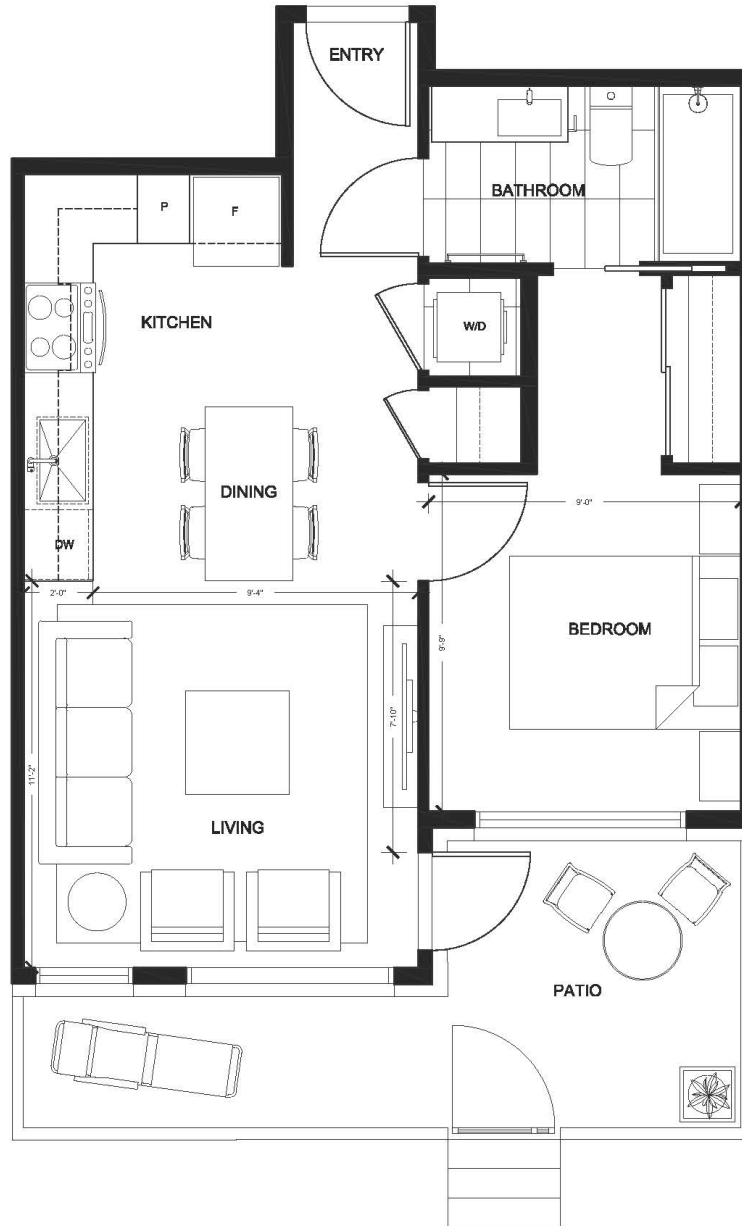 ENTRY
BATHROOM
P
F
KITCHEN
W/D
DINING
9'-0"
DW
2'-0"
9'-4"
BEDROOM
9'-9"
7'-10"
11'-2"
LIVING
PATIO